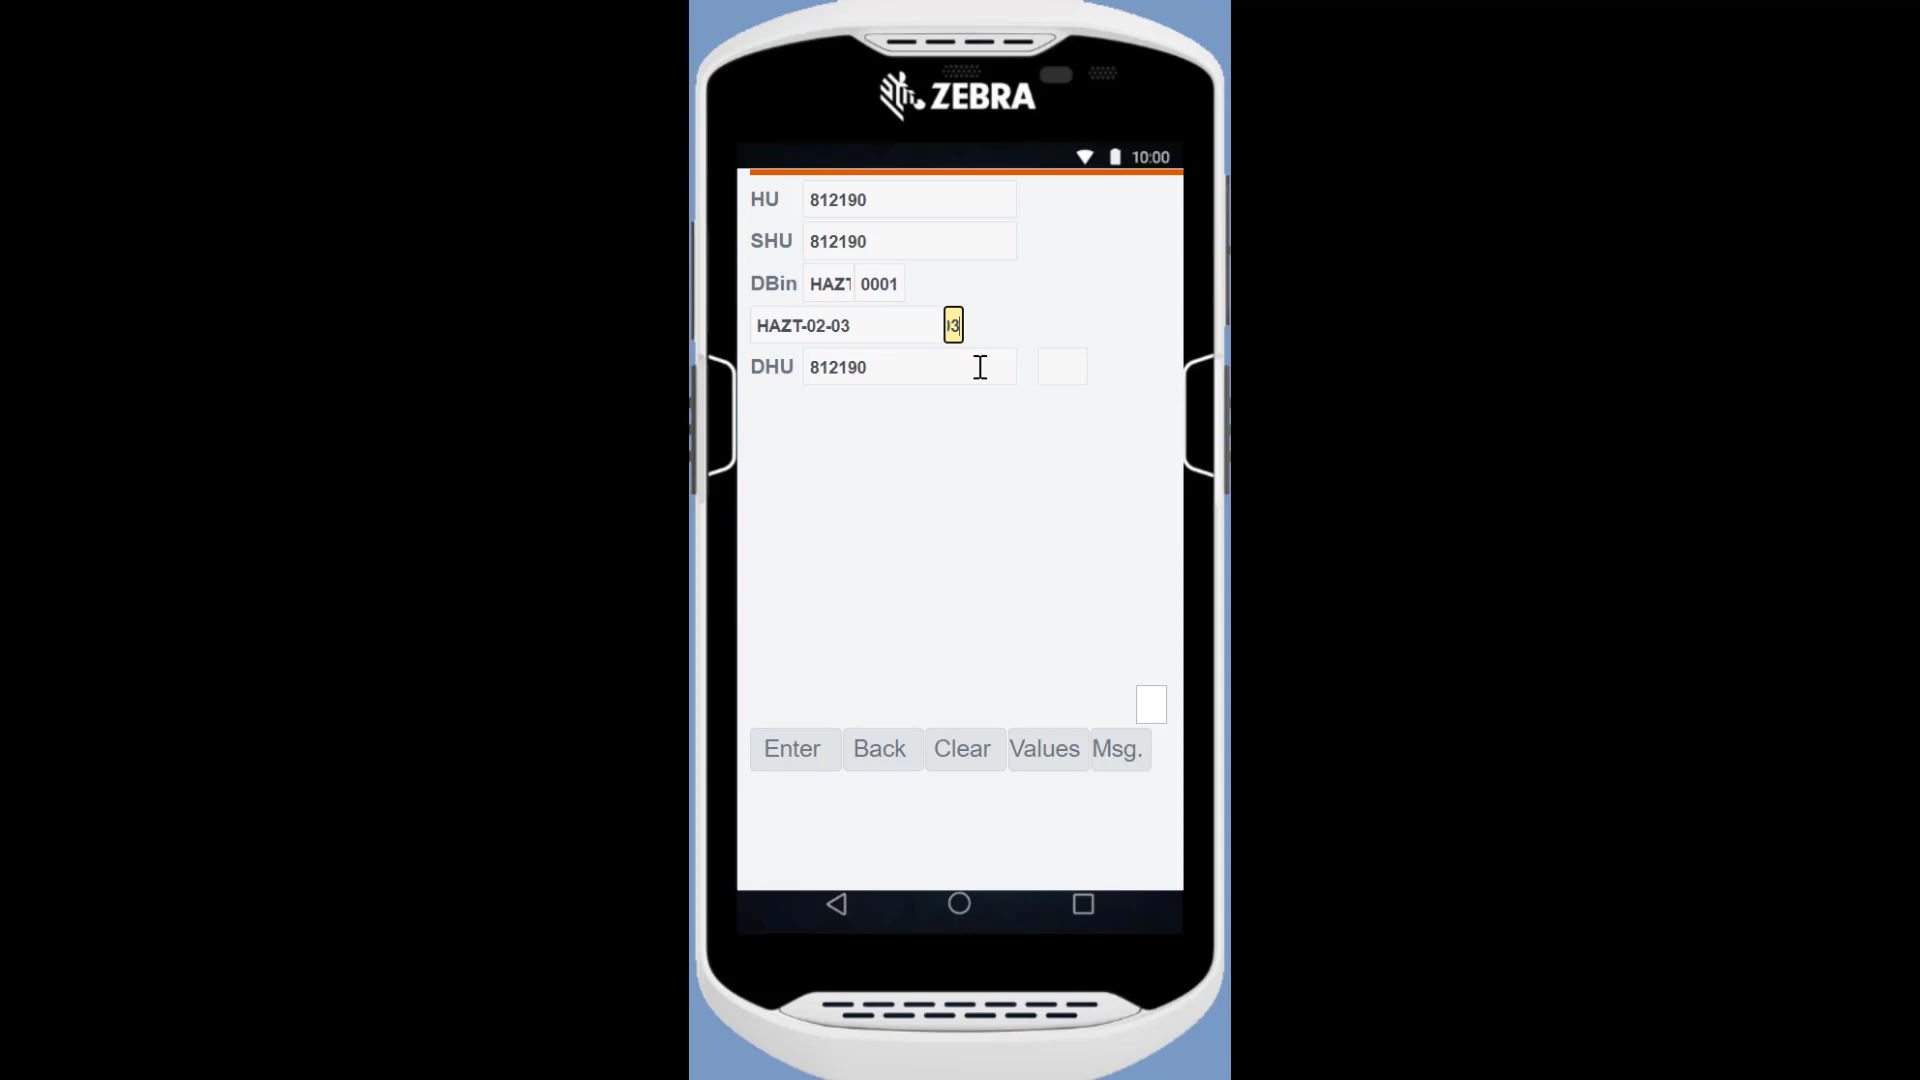 ZEBRA
10:00
HU 812190
SHU 812190
DBin HAZT 0001
HAZT-02-03 03
DHU 812190
Enter Back Clear Values Msg.